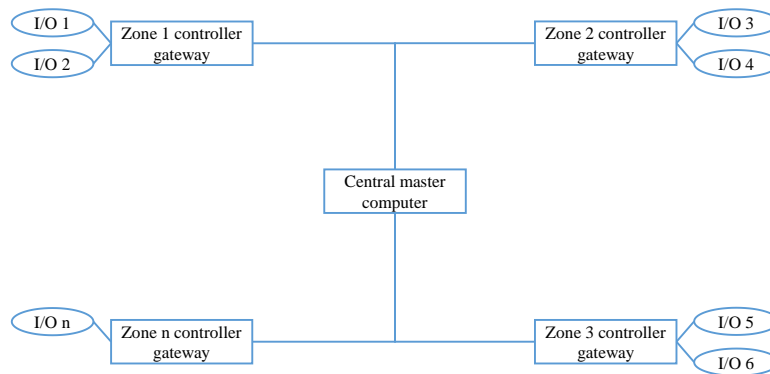 I/O 1
I/O 2
Zone 1 controller
gateway
Zone 2 controller
gateway
I/O 3
I/O 4
Central master
computer
I/O n
Zone n controller
gateway
Zone 3 controller
gateway
I/O 5
I/O 6